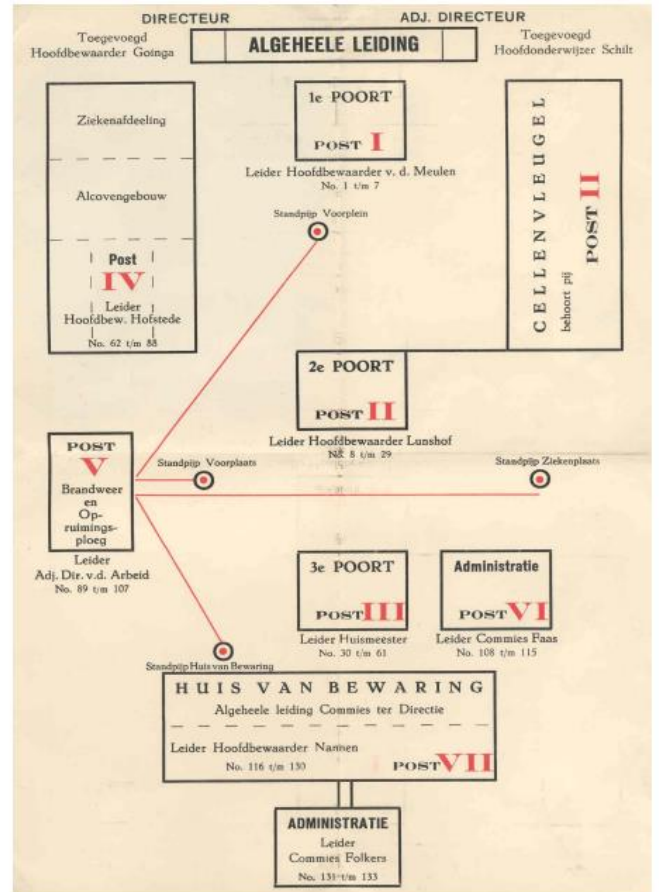 DIRECTEUR
ADJ. DIRECTEUR
Toegevoegd
Hoofdbewaarder Goinga
ALGEHEELE LEIDING
Toegevoegd
Hoofdonderwijzer Schilt
Ziekenafdeeling
Alcovengebouw
Post
IV
Leider
Hoofdbew. Hofstede
No. 62 t/m 88
1e POORT
POST I
Leider Hoofdbewaarder v. d. Meulen
No. 1 t/m 7
Standpijp Voorplein
CELLENVLEUGEL
behoort pij
POST II
2e POORT
POST II
Leider Hoofdbewaarder Lunshof
No. 8 t/m 29
POST
V
Brandweer
en
Op-
ruimings-
ploeg
Leider
Adj. Dir. v.d. Arbeid
No. 89 t/m 107
Standpijp Voorplaats
Standpijp Ziekenplaats
3e POORT
POST III
Leider Huismeester
No. 30 t/m 61
Administratie
POST VI
Leider Commies Faas
No. 108 t/m 115
Standpijp Huis van Bewaring
HUIS VAN BEWARING
Algeheele leiding Commies ter Directie
Leider Hoofdbewaarder Nannen
No. 116 t/m 130
POST VII
ADMINISTRATIE
Leider
Commies Folkers
No. 131 t/m 133